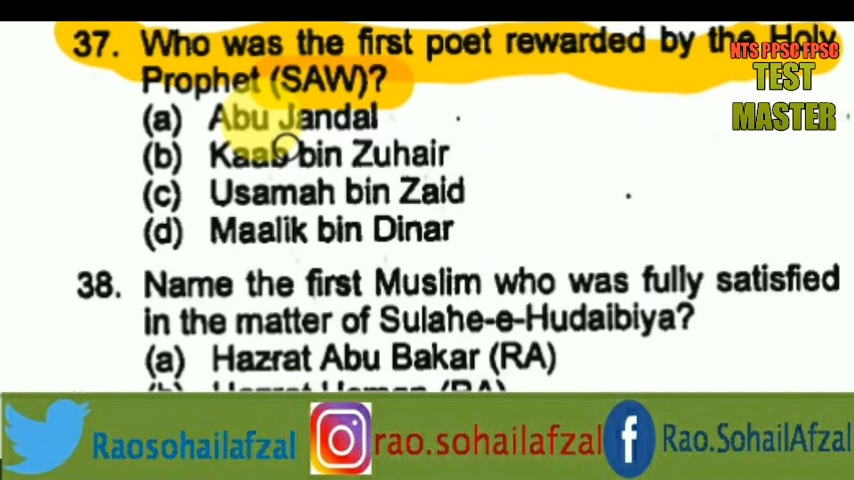 37. Who was the first poet rewarded by the Holy
Prophet (SAW)?
(a) Abu Jandal
(b) Kaab bin Zuhair
(c) Usamah bin Zaid
(d) Maalik bin Dinar
38. Name the first Muslim who was fully satisfied
in the matter of Sulahe-e-Hudaibiya?
(a) Hazrat Abu Bakar (RA)
NTS PPSC FPSC
TEST
MASTER
Raosohailafzal
rao.sohailafzal
Rao.SohailAfzal